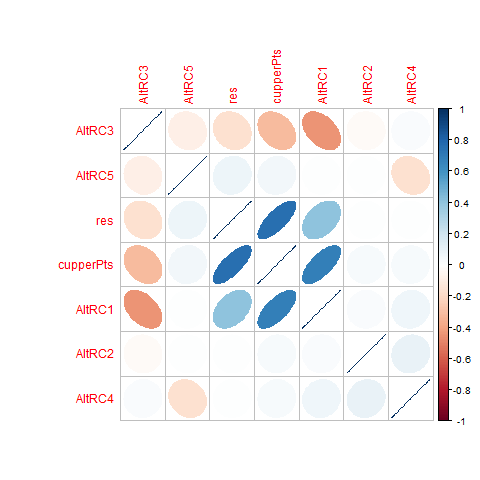 AltRC3
AltRC5
res
cupperPts
AltRC1
AltRC2
AltRC4
AltRC3
AltRC5
res
cupperPts
AltRC1
AltRC2
AltRC4
1
0.8
0.6
0.4
0.2
0
-0.2
-0.4
-0.6
-0.8
-1